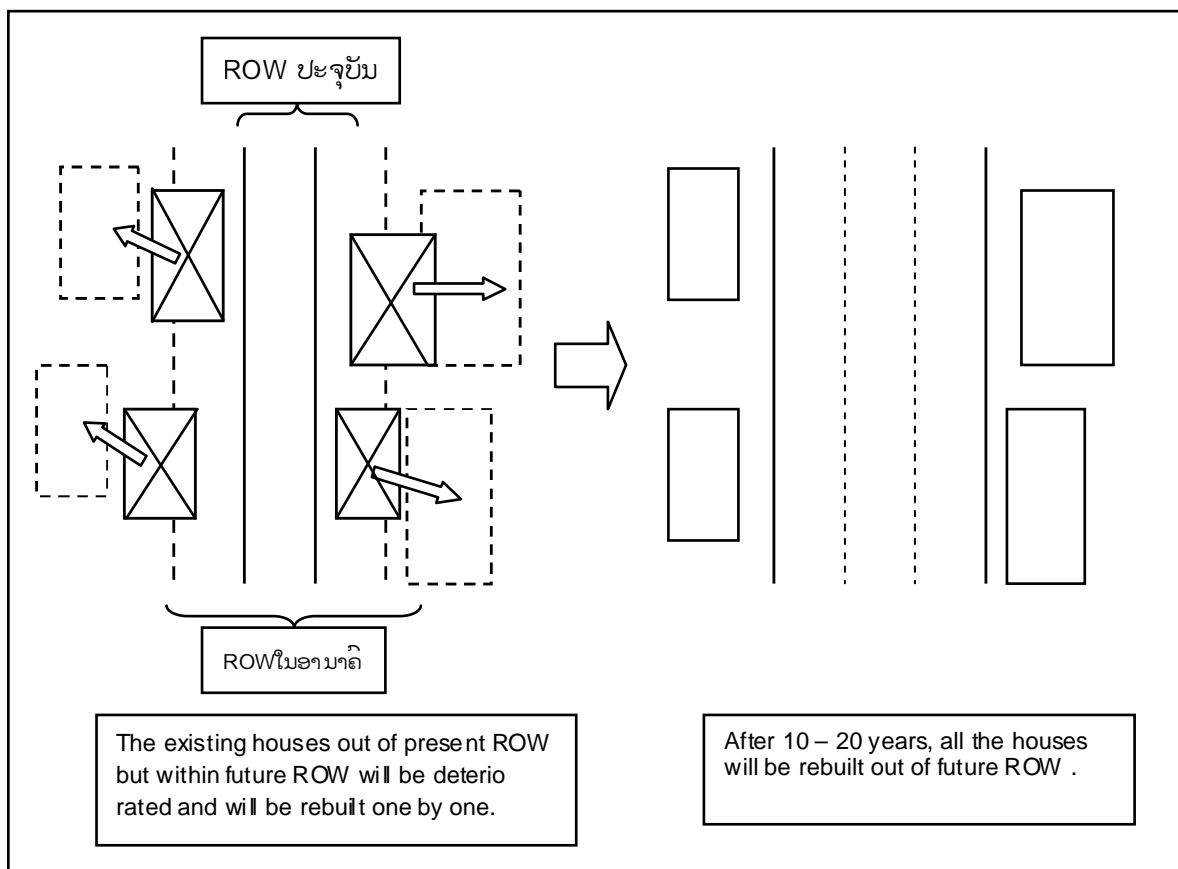 ROW ປະຈຸບັນ
ROWໃນອານາຄົ
The existing houses out of present ROW
but within future ROW will be deterio
rated and will be rebuilt one by one.
After 10 – 20 years, all the houses
will be rebuilt out of future ROW .